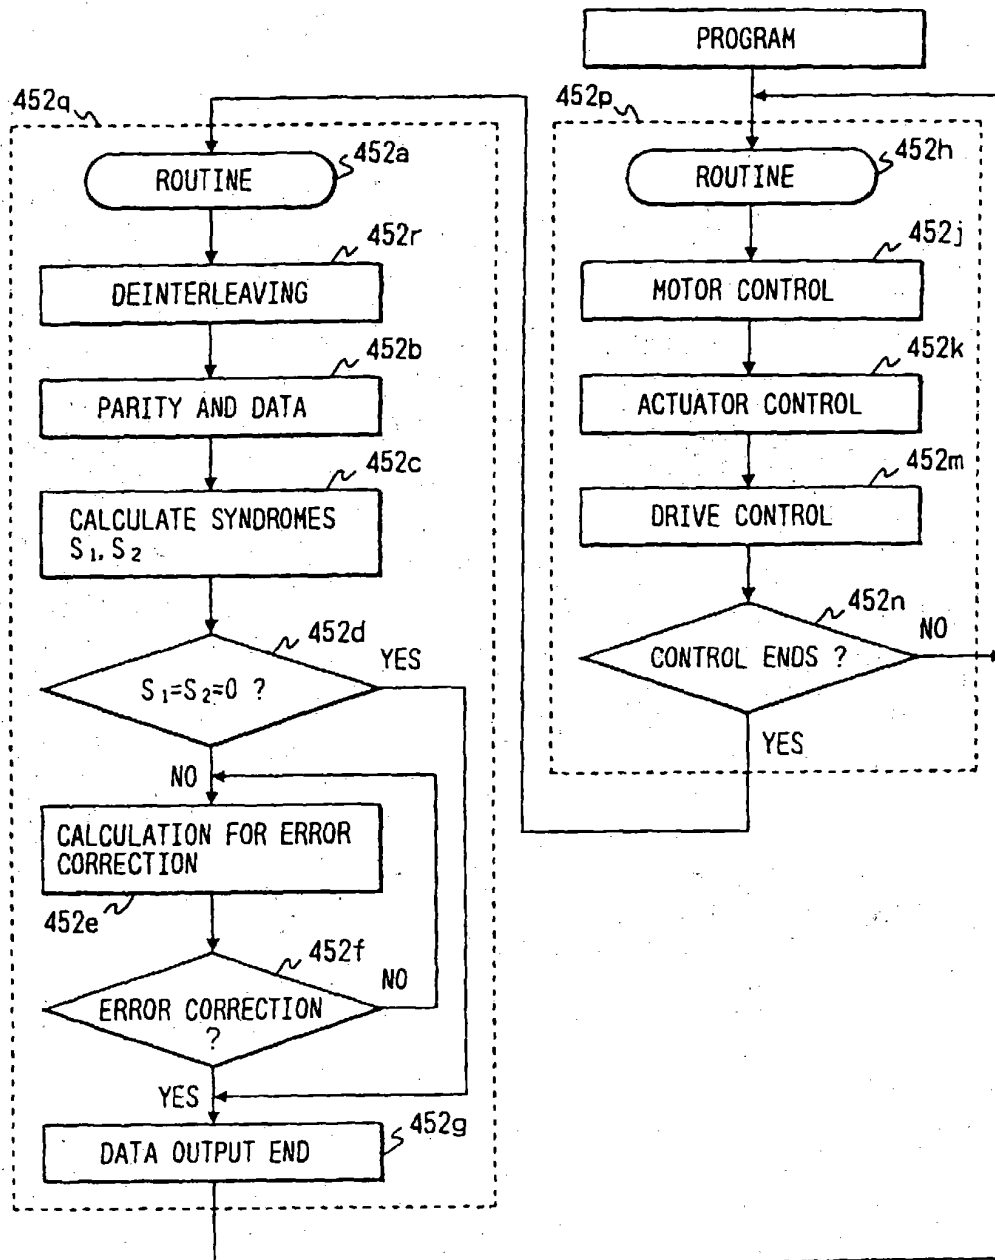 452q
ROUTINE
452a
DEINTERLEAVING
452r
PARITY AND DATA
452b
CALCULATE SYNDROMES
S1, S2
452c
S1=S2=0 ?
452d
YES
NO
CALCULATION FOR ERROR
CORRECTION
452e
ERROR CORRECTION
?
452f
NO
YES
DATA OUTPUT END
452g
PROGRAM
452p
ROUTINE
452h
MOTOR CONTROL
452j
ACTUATOR CONTROL
452k
DRIVE CONTROL
452m
CONTROL ENDS ?
452n
NO
YES